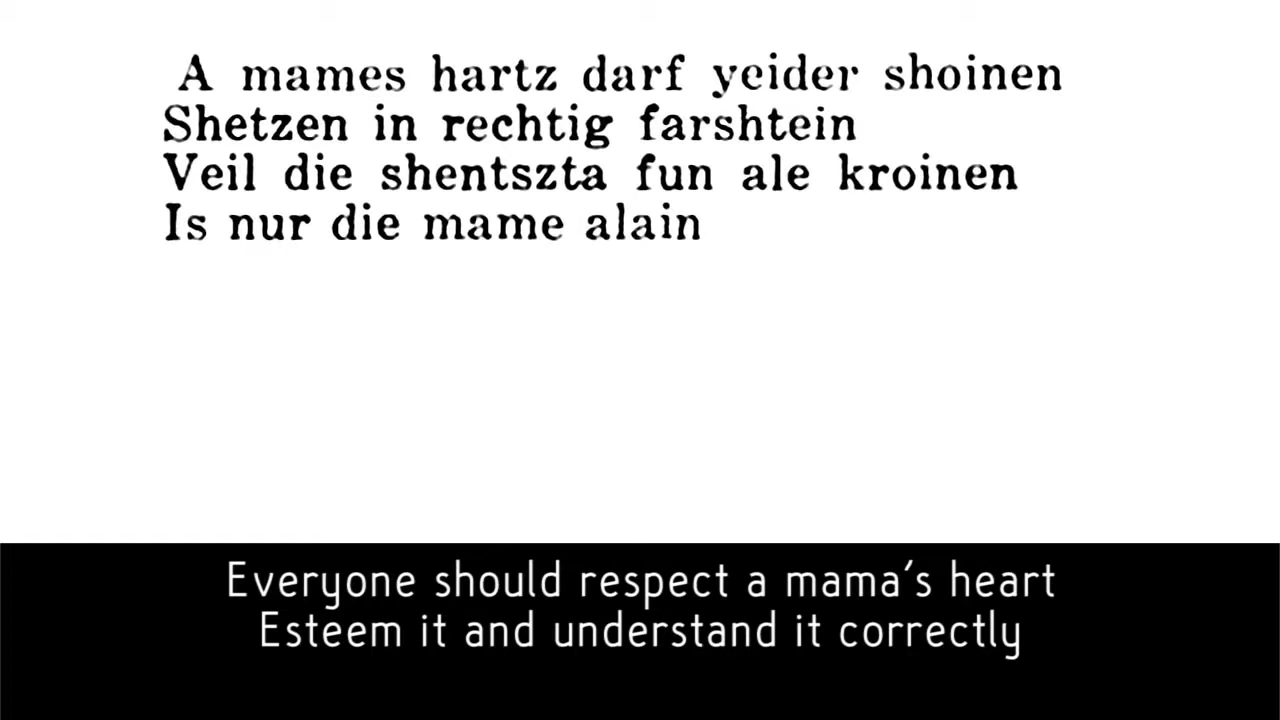 A mames hartz darf yeider shoinen
Shetzen in rechtig farshtein
Veil die shentszta fun ale kroinen
Is nur die mame alain
Everyone should respect a mama's heart
Esteem it and understand it correctly